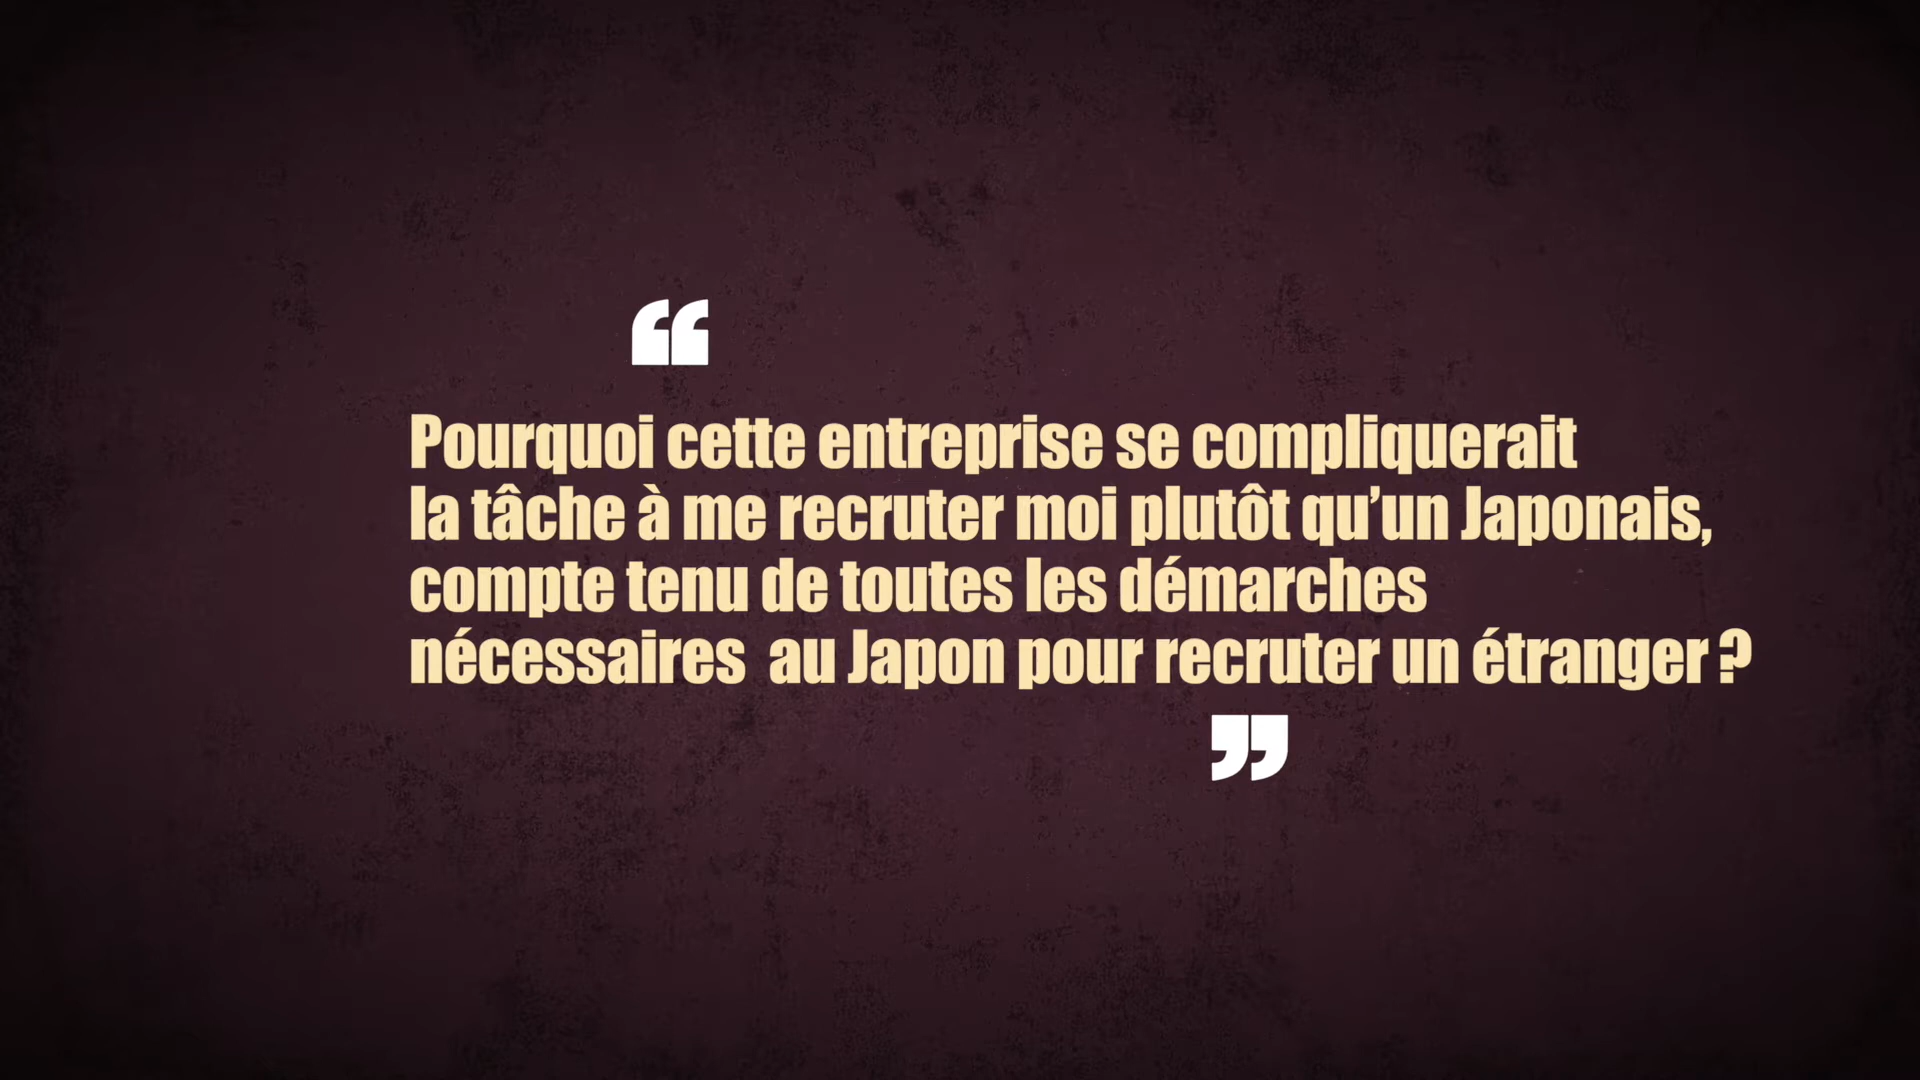 “
Pourquoi cette entreprise se compliquerait
la tâche à me recruter moi plutôt qu’un Japonais,
compte tenu de toutes les démarches
nécessaires  au Japon pour recruter un étranger ?
”